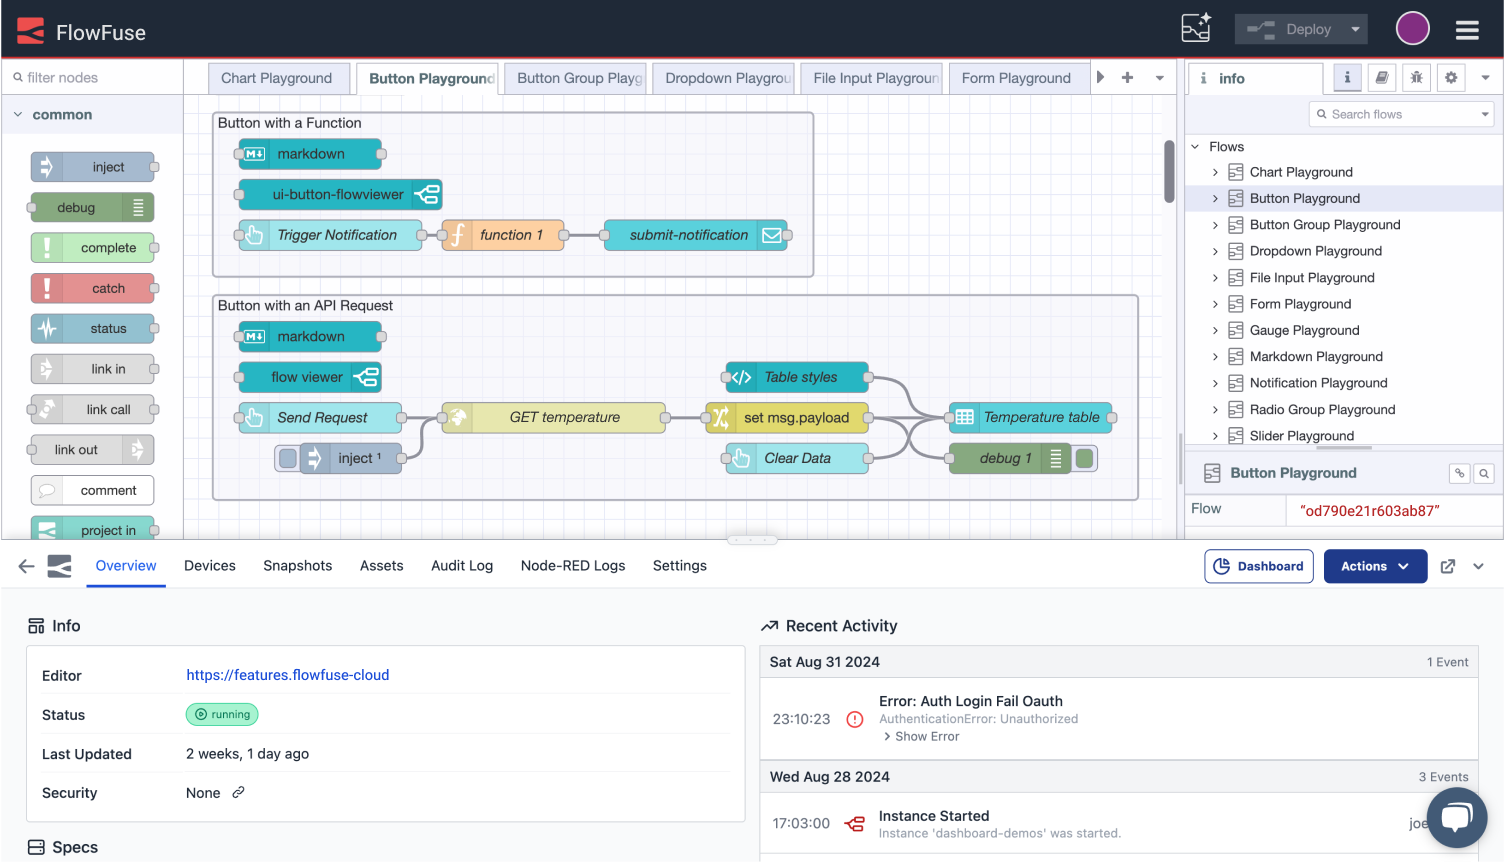 FlowFuse
Deploy
filter nodes
Chart Playground
Button Playground
Button Group Playg
Dropdown Playgrou
File Input Playgroun
Form Playground
info
Search flows
common
inject
debug
complete
catch
status
link in
link call
link out
comment
project in
Button with a Function
markdown
ui-button-flowviewer
Trigger Notification
function 1
submit-notification
Button with an API Request
markdown
flow viewer
Table styles
Send Request
GET temperature
set msg.payload
Temperature table
inject ¹
Clear Data
debug 1
Flows
Chart Playground
Button Playground
Button Group Playground
Dropdown Playground
File Input Playground
Form Playground
Gauge Playground
Markdown Playground
Notification Playground
Radio Group Playground
Slider Playground
Button Playground
Flow
"od790e21r603ab87"
Overview
Devices
Snapshots
Assets
Audit Log
Node-RED Logs
Settings
Dashboard
Actions
Info
Editor
https://features.flowfuse-cloud
Status
running
Last Updated
2 weeks, 1 day ago
Security
None
Specs
Recent Activity
Sat Aug 31 2024
1 Event
23:10:23
Error: Auth Login Fail Oauth
AuthenticationError: Unauthorized
Show Error
Wed Aug 28 2024
3 Events
17:03:00
Instance Started
Instance 'dashboard-demos' was started.
joe